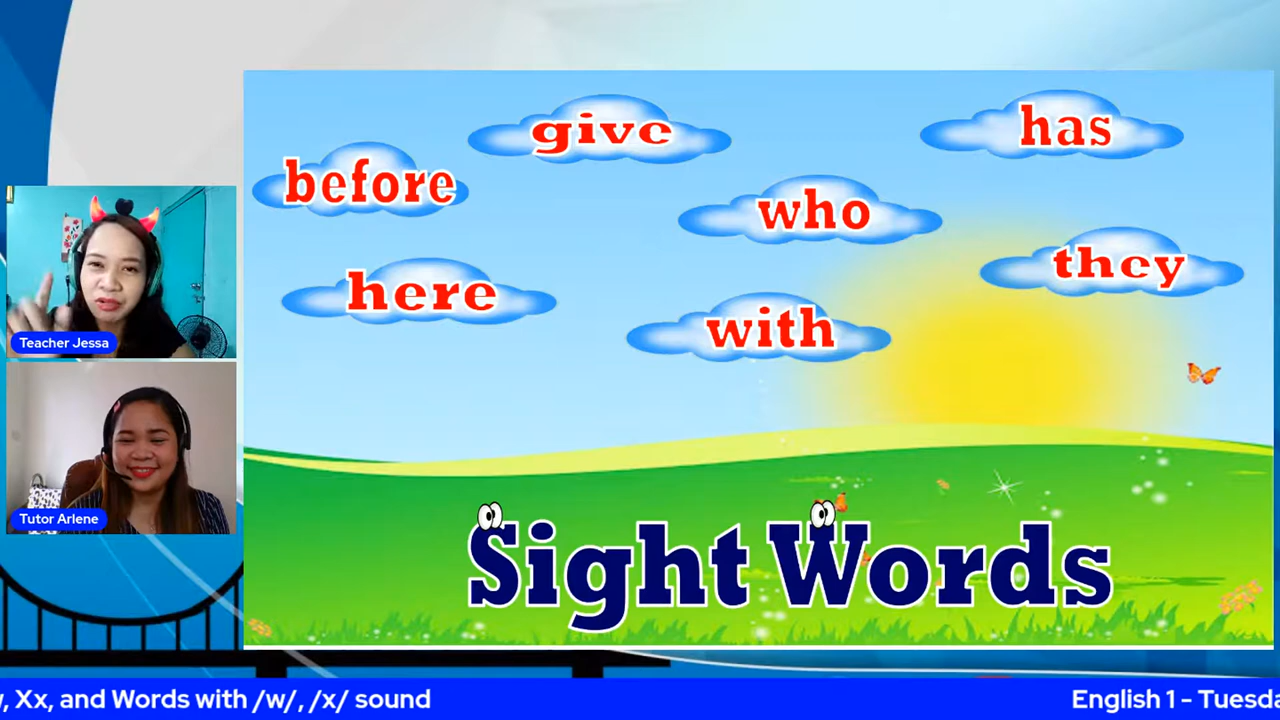 give
has
before
who
they
here
with
Sight Words
Teacher Jessa
Tutor Arlene
, Xx, and Words with /w/, /x/ sound
English 1 - Tuesda